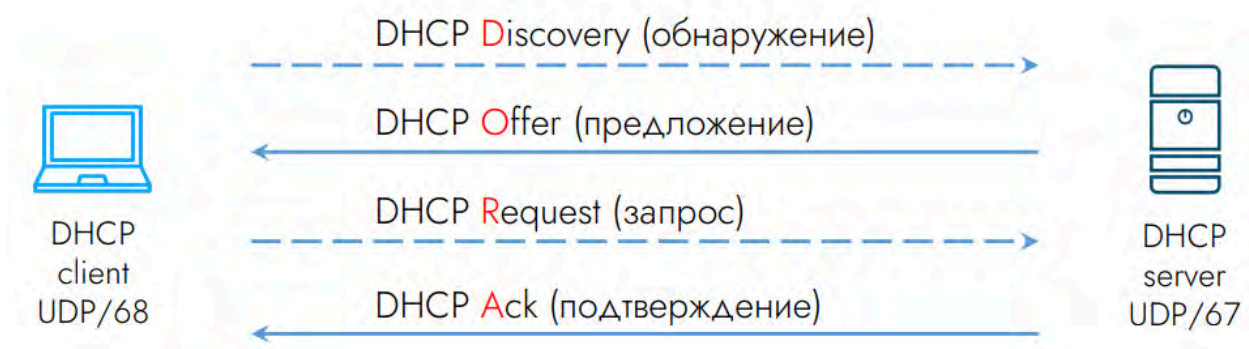 DHCP Discovery (обнаружение)
DHCP Offer (предложение)
DHCP Request (запрос)
DHCP Ack (подтверждение)
DHCP
client
UDP/68
DHCP
server
UDP/67